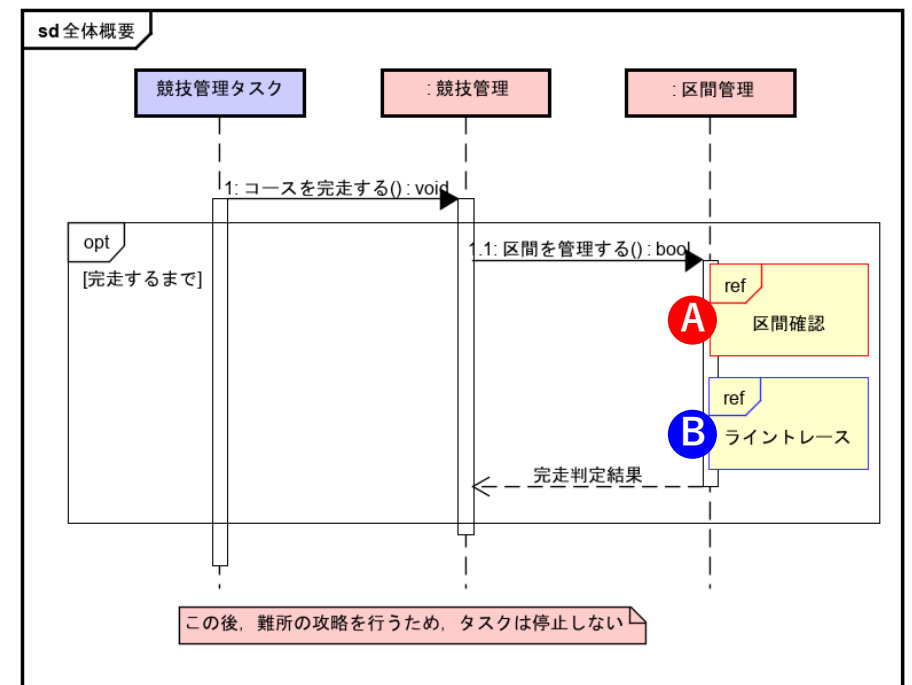 sd 全体概要
競技管理タスク
: 競技管理
: 区間管理
1: コースを完走する() : void
opt
1.1: 区間を管理する() : bool
[完走するまで]
ref
A
区間確認
ref
B
ライントレース
完走判定結果
この後，難所の攻略を行うため，タスクは停止しない